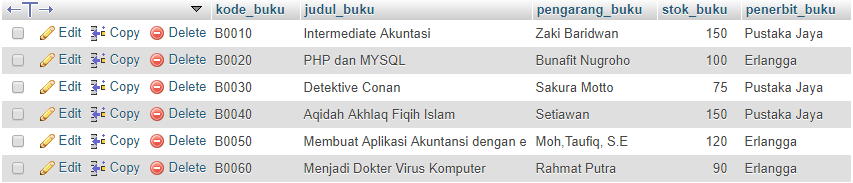 kode_buku judul_buku pengarang_buku stok_buku penerbit_buku
Edit Copy Delete B0010 Intermediate Akuntasi Zaki Baridwan 150 Pustaka Jaya
Edit Copy Delete B0020 PHP dan MYSQL Bunafit Nugroho 100 Erlangga
Edit Copy Delete B0030 Detektive Conan Sakura Motto 75 Pustaka Jaya
Edit Copy Delete B0040 Aqidah Akhlaq Fiqih Islam Setiawan 150 Pustaka Jaya
Edit Copy Delete B0050 Membuat Aplikasi Akuntansi dengan e Moh,Taufiq, S.E 120 Erlangga
Edit Copy Delete B0060 Menjadi Dokter Virus Komputer Rahmat Putra 90 Erlangga